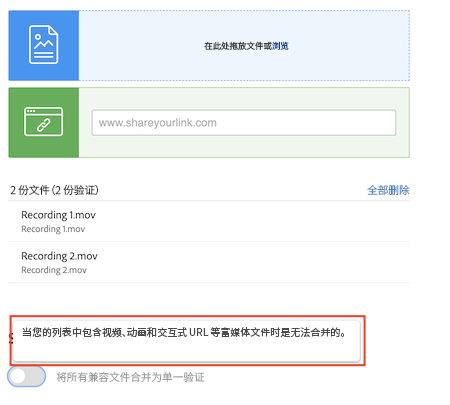 在此处拖放文件或浏览
www.shareyourlink.com
2 份文件 (2 份验证) 全部删除
Recording 1.mov
Recording 1.mov
Recording 2.mov
Recording 2.mov
当您的列表中包含视频、动画和交互式 URL 等富媒体文件时是无法合并的。
将所有兼容文件合并为单一验证